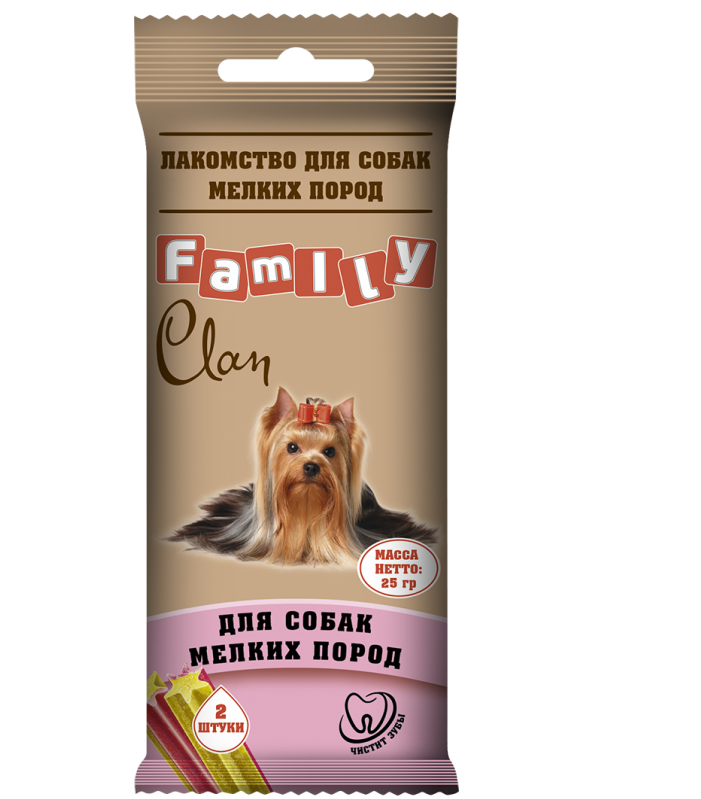 ЛАКОМСТВО ДЛЯ СОБАК
МЕЛКИХ ПОРОД
Family
Clan
МАССА
НЕТТО:
25 гр
ДЛЯ СОБАК
МЕЛКИХ ПОРОД
2
ШТУКИ
ЧИСТИТ ЗУБЫ